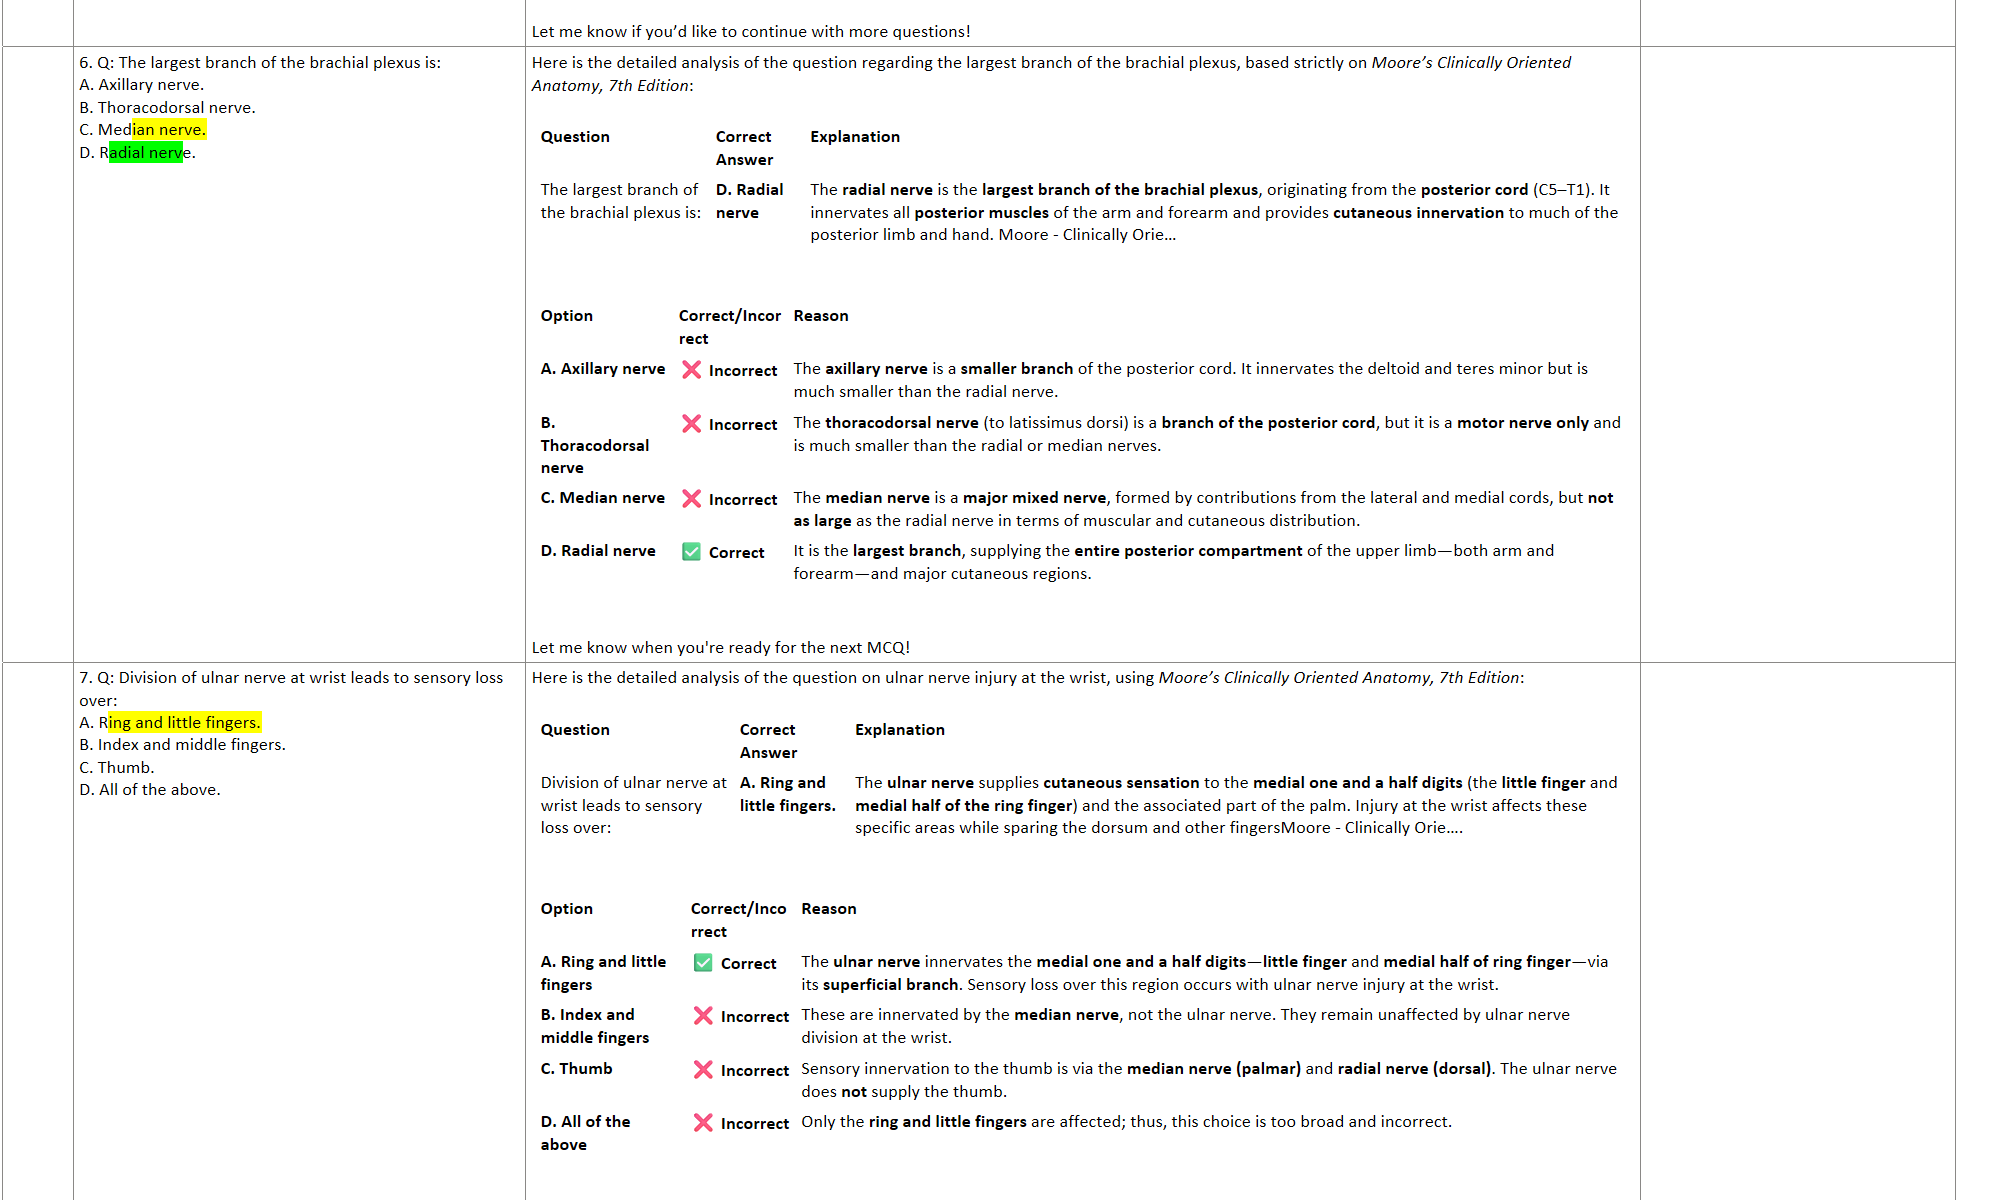 Let me know if you’d like to continue with more questions!
6. Q: The largest branch of the brachial plexus is:
A. Axillary nerve.
B. Thoracodorsal nerve.
C. Median nerve.
D. Radial nerve.
Here is the detailed analysis of the question regarding the largest branch of the brachial plexus, based strictly on Moore’s Clinically Oriented
Anatomy, 7th Edition:
Question
Correct
Answer
Explanation
The largest branch of
the brachial plexus is:
D. Radial
nerve
The radial nerve is the largest branch of the brachial plexus, originating from the posterior cord (C5–T1). It
innervates all posterior muscles of the arm and forearm and provides cutaneous innervation to much of the
posterior limb and hand. Moore - Clinically Orie…
Option
Correct/Incor
rect
Reason
A. Axillary nerve
❌ Incorrect
The axillary nerve is a smaller branch of the posterior cord. It innervates the deltoid and teres minor but is
much smaller than the radial nerve.
B.
Thoracodorsal
nerve
❌ Incorrect
The thoracodorsal nerve (to latissimus dorsi) is a branch of the posterior cord, but it is a motor nerve only and
is much smaller than the radial or median nerves.
C. Median nerve
❌ Incorrect
The median nerve is a major mixed nerve, formed by contributions from the lateral and medial cords, but not
as large as the radial nerve in terms of muscular and cutaneous distribution.
D. Radial nerve
✅ Correct
It is the largest branch, supplying the entire posterior compartment of the upper limb—both arm and
forearm—and major cutaneous regions.
Let me know when you're ready for the next MCQ!
7. Q: Division of ulnar nerve at wrist leads to sensory loss
over:
A. Ring and little fingers.
B. Index and middle fingers.
C. Thumb.
D. All of the above.
Here is the detailed analysis of the question on ulnar nerve injury at the wrist, using Moore’s Clinically Oriented Anatomy, 7th Edition:
Question
Correct
Answer
Explanation
Division of ulnar nerve at
wrist leads to sensory
loss over:
A. Ring and
little fingers.
The ulnar nerve supplies cutaneous sensation to the medial one and a half digits (the little finger and
medial half of the ring finger) and the associated part of the palm. Injury at the wrist affects these
specific areas while sparing the dorsum and other fingersMoore - Clinically Orie….
Option
Correct/Inco
rrect
Reason
A. Ring and little
fingers
✅ Correct
The ulnar nerve innervates the medial one and a half digits—little finger and medial half of ring finger—via
its superficial branch. Sensory loss over this region occurs with ulnar nerve injury at the wrist.
B. Index and
middle fingers
❌ Incorrect
These are innervated by the median nerve, not the ulnar nerve. They remain unaffected by ulnar nerve
division at the wrist.
C. Thumb
❌ Incorrect
Sensory innervation to the thumb is via the median nerve (palmar) and radial nerve (dorsal). The ulnar nerve
does not supply the thumb.
D. All of the
above
❌ Incorrect
Only the ring and little fingers are affected; thus, this choice is too broad and incorrect.